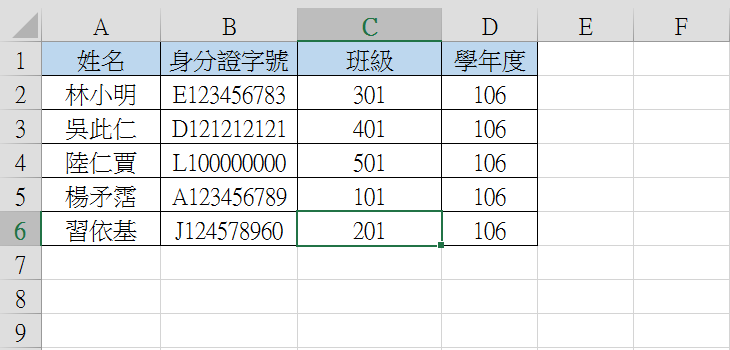 A B C D E F
1 姓名 身分證字號 班級 學年度
2 林小明 E123456783 301 106
3 吳此仁 D121212121 401 106
4 陸仁賈 L100000000 501 106
5 楊矛霑 A123456789 101 106
6 習依基 J124578960 201 106
7
8
9